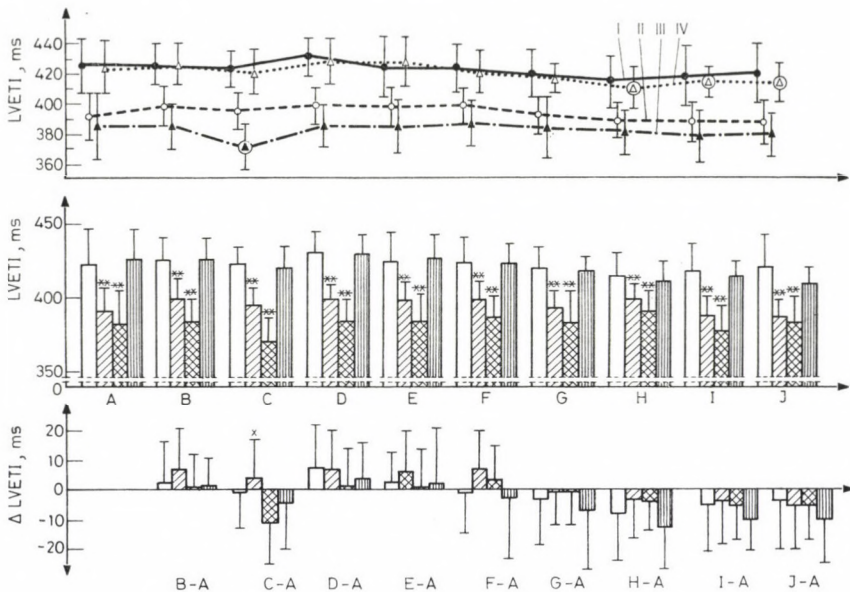 LVETI, ms
440
420
400
380
360
I II III IV
LVETI, ms
450
400
350
0
** ** ** ** ** ** ** ** ** ** ** ** ** ** ** ** ** ** ** **
A B C D E F G H I J
Δ LVETI, ms
20
10
0
-10
-20
x
B-A C-A D-A E-A F-A G-A H-A I-A J-A